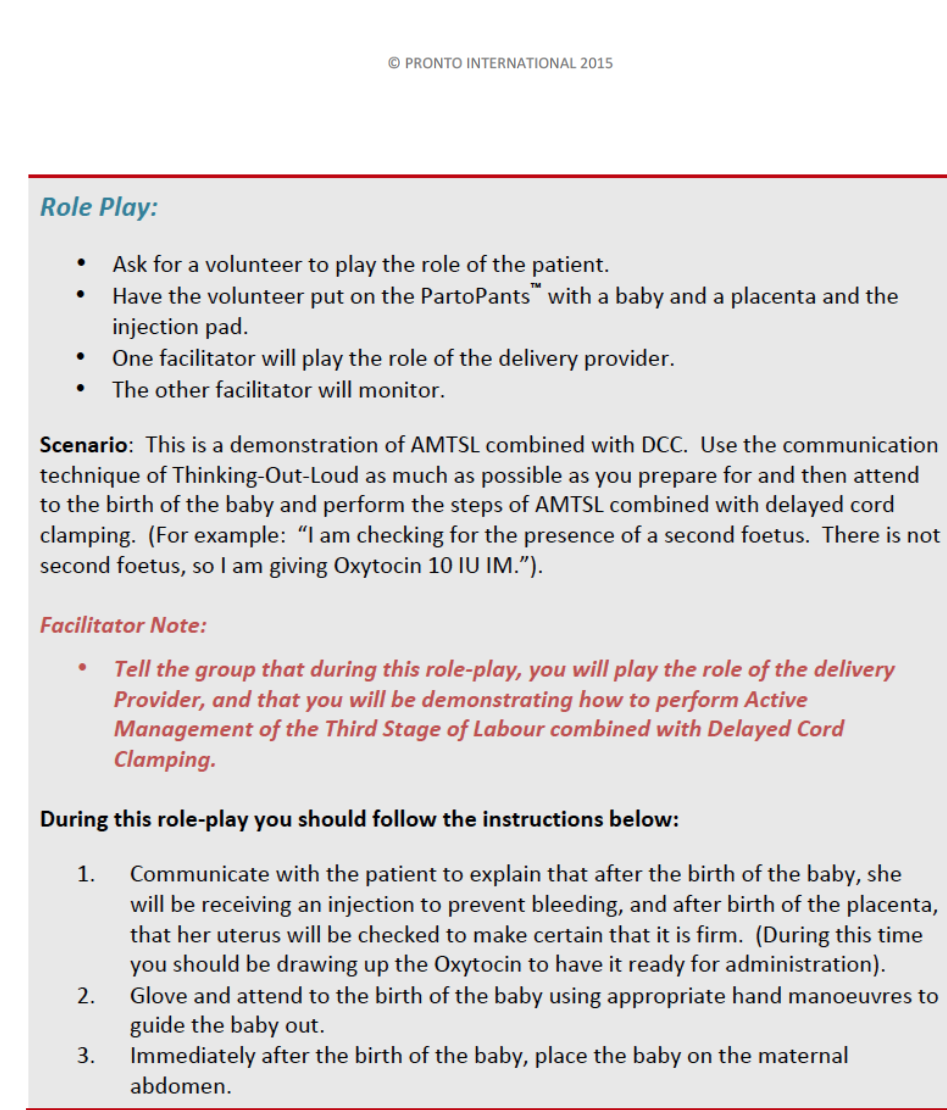 © PRONTO INTERNATIONAL 2015
Role Play:
• Ask for a volunteer to play the role of the patient.
• Have the volunteer put on the PartoPants™ with a baby and a placenta and the
injection pad.
• One facilitator will play the role of the delivery provider.
• The other facilitator will monitor.
Scenario: This is a demonstration of AMTSL combined with DCC. Use the communication
technique of Thinking-Out-Loud as much as possible as you prepare for and then attend
to the birth of the baby and perform the steps of AMTSL combined with delayed cord
clamping. (For example: “I am checking for the presence of a second foetus. There is not
second foetus, so I am giving Oxytocin 10 IU IM.”).
Facilitator Note:
• Tell the group that during this role-play, you will play the role of the delivery
Provider, and that you will be demonstrating how to perform Active
Management of the Third Stage of Labour combined with Delayed Cord
Clamping.
During this role-play you should follow the instructions below:
1. Communicate with the patient to explain that after the birth of the baby, she
will be receiving an injection to prevent bleeding, and after birth of the placenta,
that her uterus will be checked to make certain that it is firm. (During this time
you should be drawing up the Oxytocin to have it ready for administration).
2. Glove and attend to the birth of the baby using appropriate hand manoeuvres to
guide the baby out.
3. Immediately after the birth of the baby, place the baby on the maternal
abdomen.